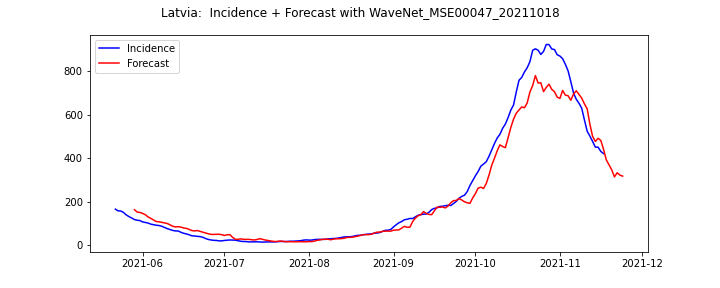 Latvia:  Incidence + Forecast with WaveNet_MSE00047_20211018
Incidence
Forecast
800
600
400
200
0
2021-06 2021-07 2021-08 2021-09 2021-10 2021-11 2021-12